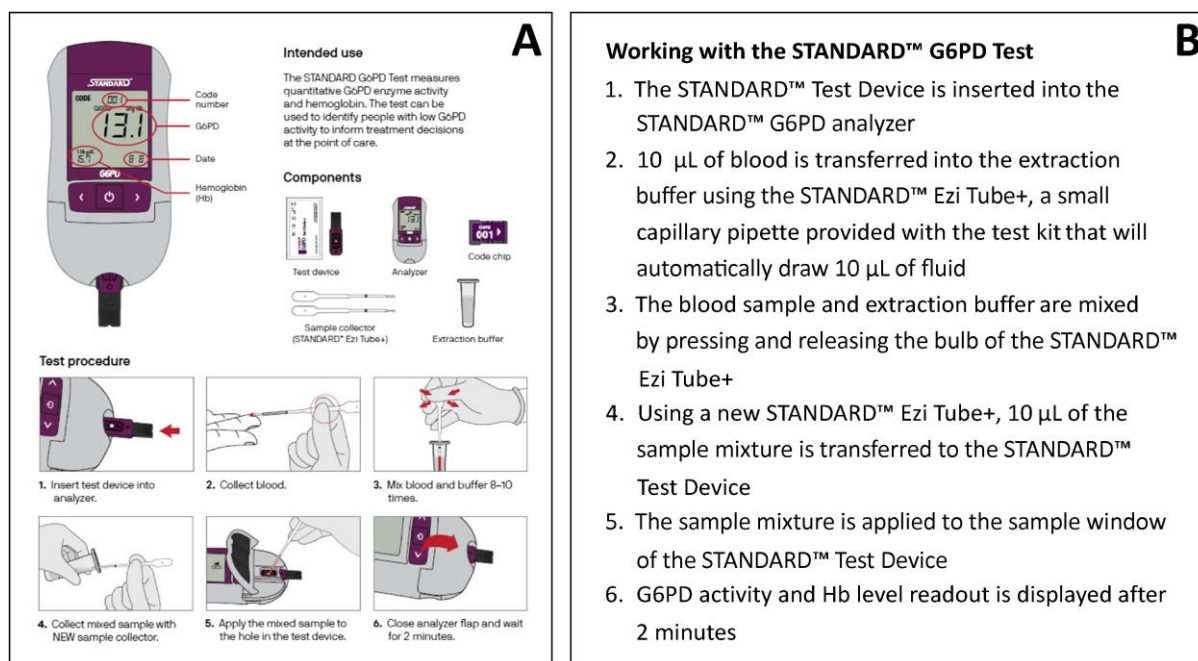 A
STANDARD™
CODE
001
G6PD
U/g Hb
13.1
t-Hb g/dL
15.7
8 8
G6PD
Code
number
G6PD
Date
Hemoglobin
(Hb)
Intended use
The STANDARD G6PD Test measures
quantitative G6PD enzyme activity
and hemoglobin. The test can be
used to identify people with low G6PD
activity to inform treatment decisions
at the point of care.
Components
Test device
Analyzer
001
Code chip
Sample collector
(STANDARD™ Ezi Tube+)
Extraction buffer
Test procedure
1. Insert test device into
analyzer.
2. Collect blood.
3. Mix blood and buffer 8–10
times.
4. Collect mixed sample with
NEW sample collector.
5. Apply the mixed sample to
the hole in the test device.
6. Close analyzer flap and wait
for 2 minutes.
B
Working with the STANDARD™ G6PD Test
1. The STANDARD™ Test Device is inserted into the
STANDARD™ G6PD analyzer
2. 10 µL of blood is transferred into the extraction
buffer using the STANDARD™ Ezi Tube+, a small
capillary pipette provided with the test kit that will
automatically draw 10 µL of fluid
3. The blood sample and extraction buffer are mixed
by pressing and releasing the bulb of the STANDARD™
Ezi Tube+
4. Using a new STANDARD™ Ezi Tube+, 10 µL of the
sample mixture is transferred to the STANDARD™
Test Device
5. The sample mixture is applied to the sample window
of the STANDARD™ Test Device
6. G6PD activity and Hb level readout is displayed after
2 minutes